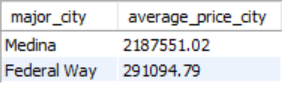 major_city average_price_city
Medina 2187551.02
Federal Way 291094.79